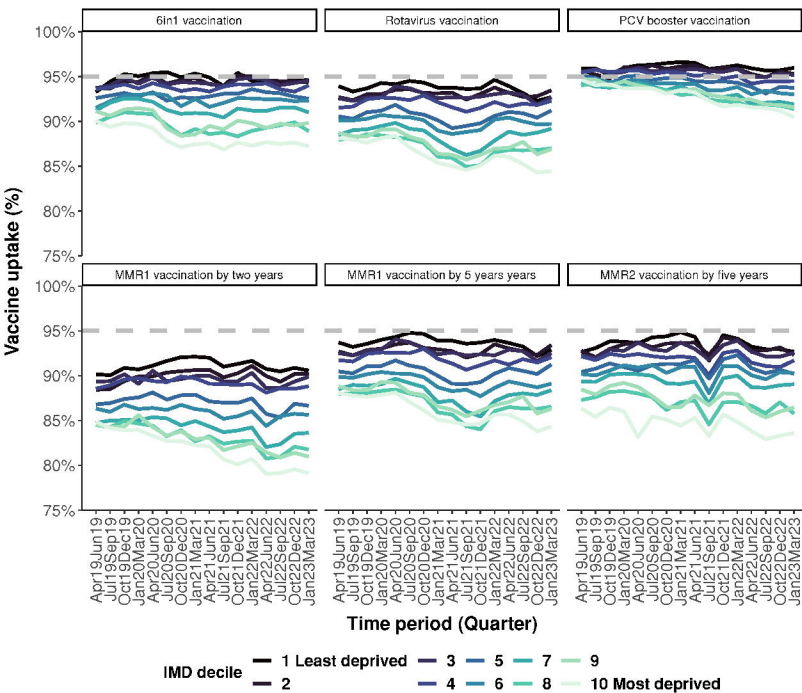 6in1 vaccination
Rotavirus vaccination
PCV booster vaccination
100%
95%
90%
85%
80%
75%
MMR1 vaccination by two years
MMR1 vaccination by 5 years years
MMR2 vaccination by five years
100%
95%
90%
85%
80%
75%
Vaccine uptake (%)
Apr19Jun19
Jul19Sep19
Oct19Dec19
Jan20Mar20
Apr20Jun20
Jul20Sep20
Oct20Dec20
Jan21Mar21
Apr21Jun21
Jul21Sep21
Oct21Dec21
Jan22Mar22
Apr22Jun22
Jul22Sep22
Oct22Dec22
Jan23Mar23
Apr19Jun19
Jul19Sep19
Oct19Dec19
Jan20Mar20
Apr20Jun20
Jul20Sep20
Oct20Dec20
Jan21Mar21
Apr21Jun21
Jul21Sep21
Oct21Dec21
Jan22Mar22
Apr22Jun22
Jul22Sep22
Oct22Dec22
Jan23Mar23
Apr19Jun19
Jul19Sep19
Oct19Dec19
Jan20Mar20
Apr20Jun20
Jul20Sep20
Oct20Dec20
Jan21Mar21
Apr21Jun21
Jul21Sep21
Oct21Dec21
Jan22Mar22
Apr22Jun22
Jul22Sep22
Oct22Dec22
Jan23Mar23
Time period (Quarter)
IMD decile
1 Least deprived
2
3
4
5
6
7
8
9
10 Most deprived